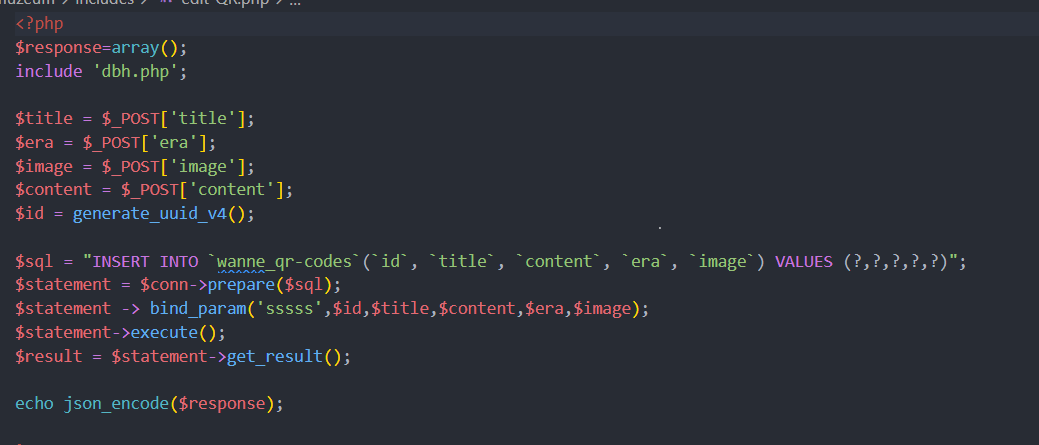 includes > edit-QR.php > ...
<?php
$response=array();
include 'dbh.php';
$title = $_POST['title'];
$era = $_POST['era'];
$image = $_POST['image'];
$content = $_POST['content'];
$id = generate_uuid_v4();
$sql = "INSERT INTO `wanne_qr-codes`(`id`, `title`, `content`, `era`, `image`) VALUES (?,?,?,?,?)";
$statement = $conn->prepare($sql);
$statement -> bind_param('sssss',$id,$title,$content,$era,$image);
$statement->execute();
$result = $statement->get_result();
echo json_encode($response);